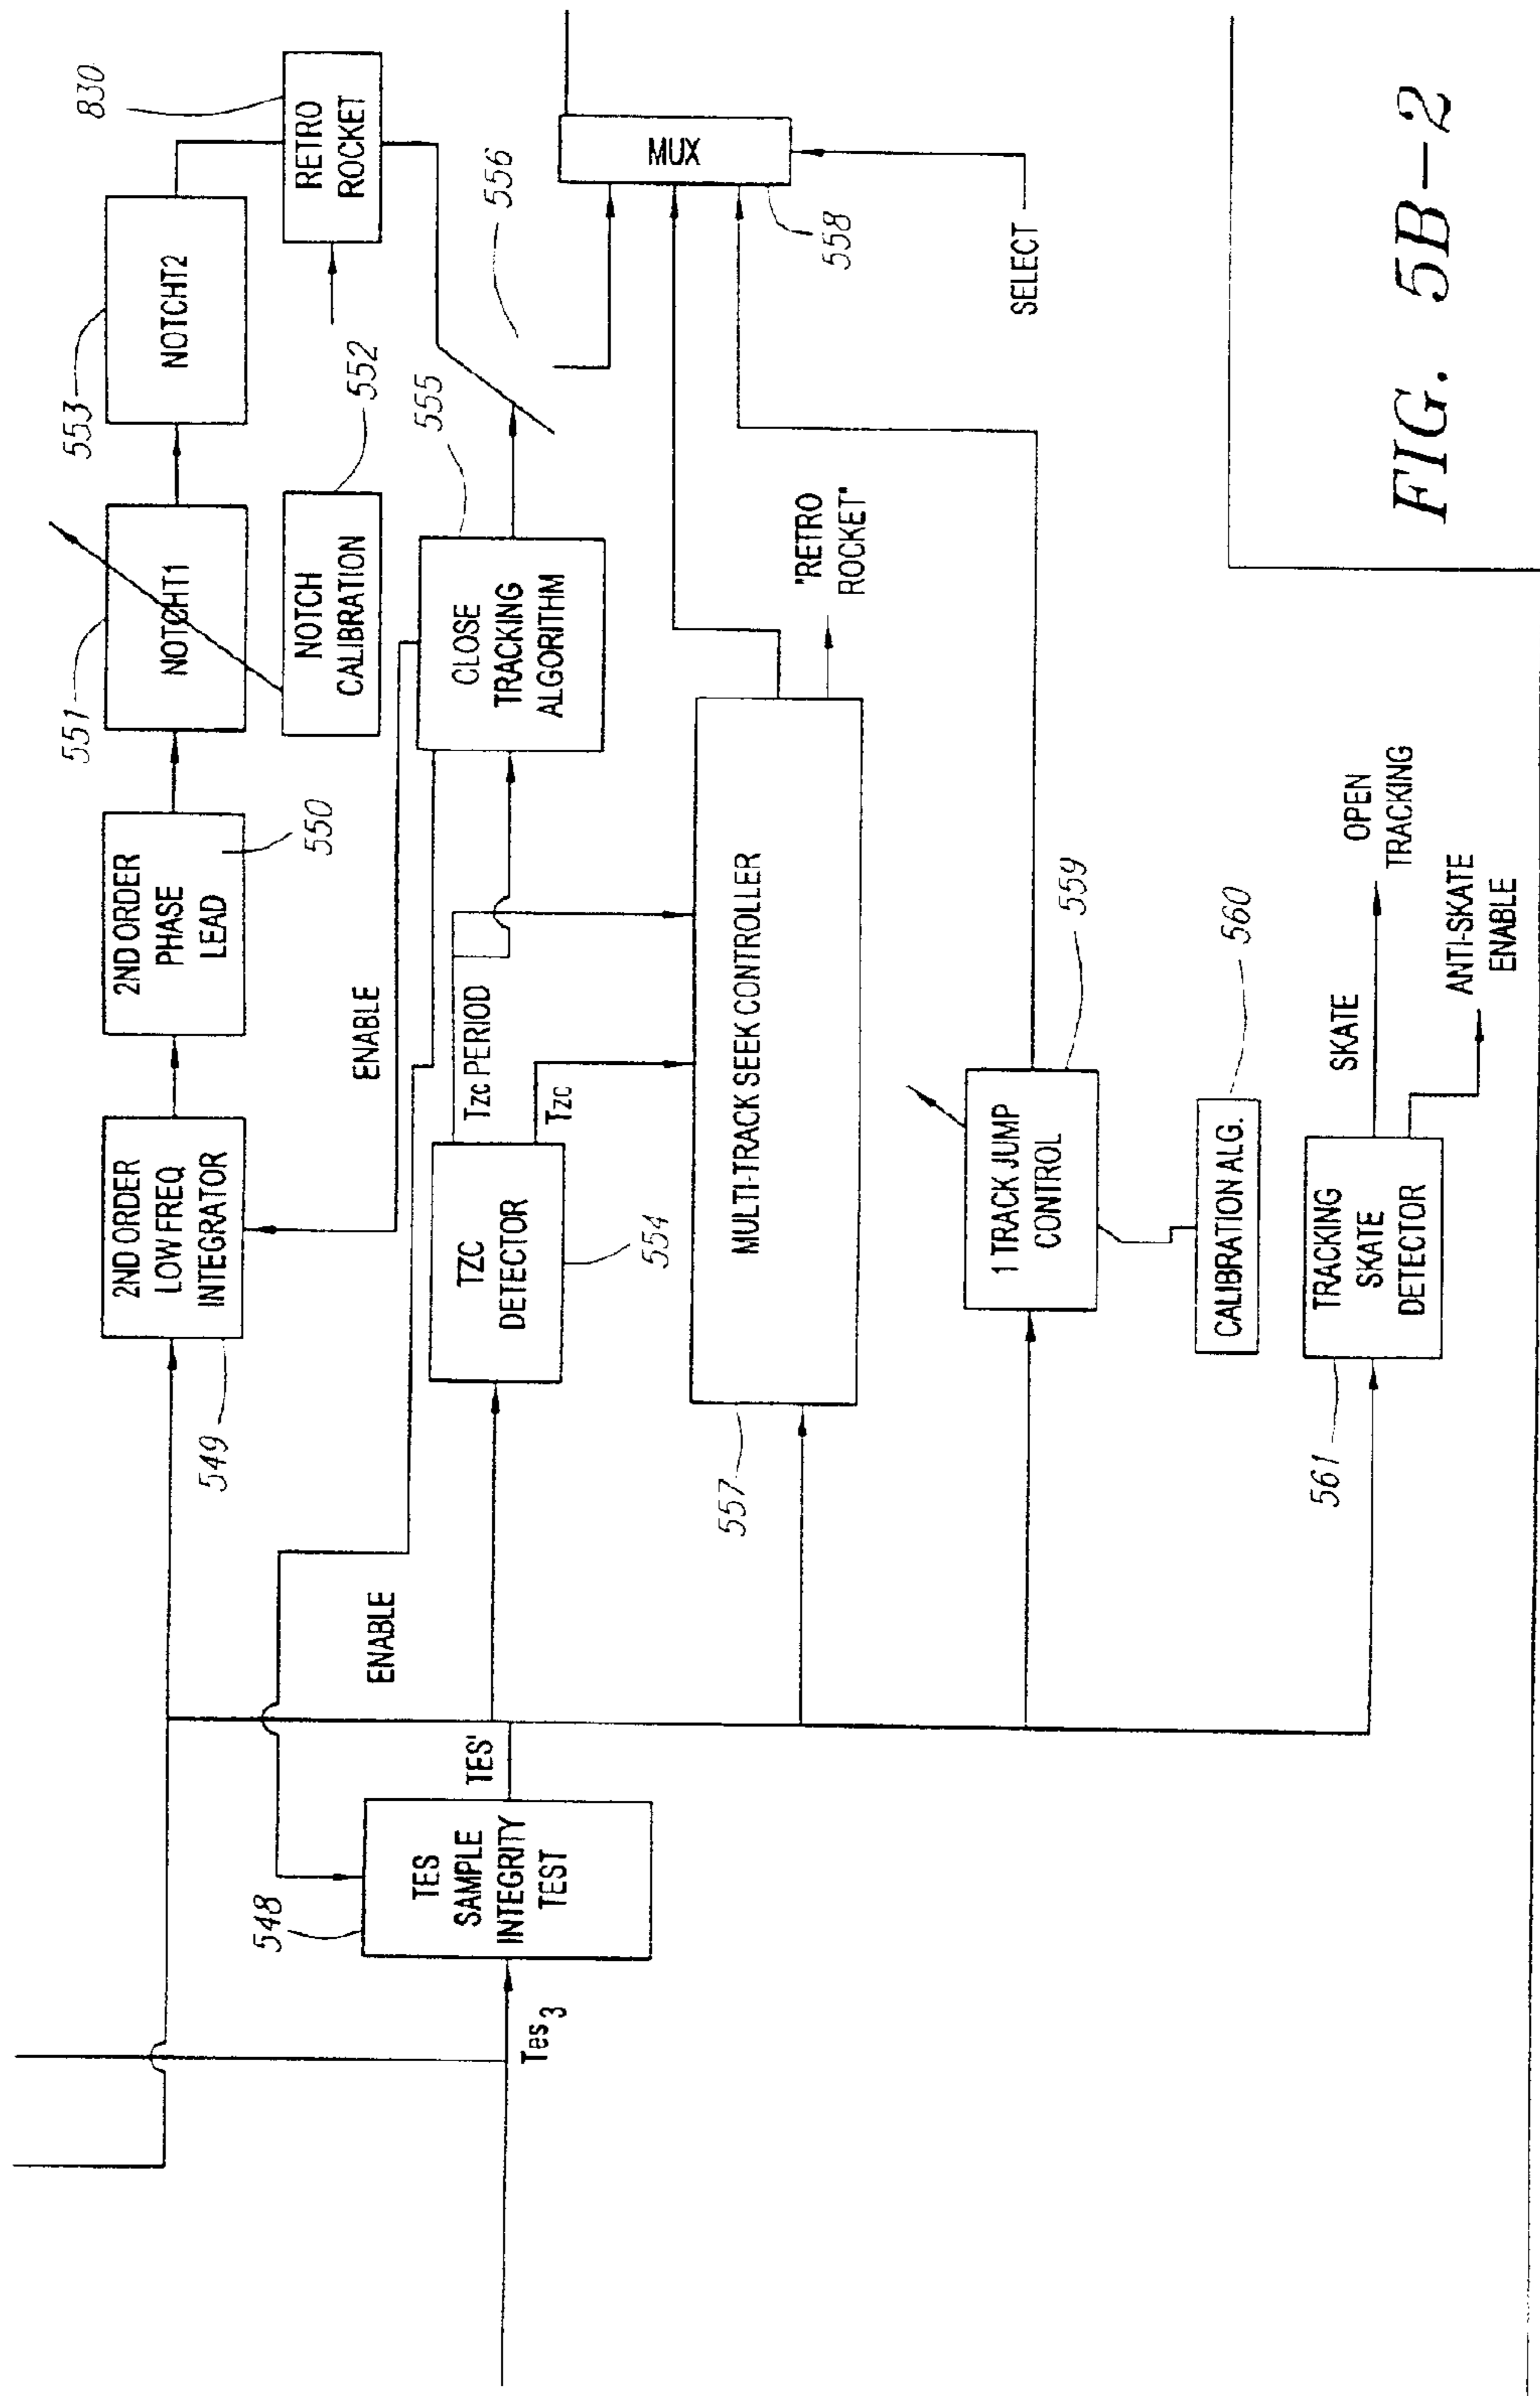 830
RETRO
ROCKET
553
NOTCHT2
551
NOTCHT1
552
NOTCH
CALIBRATION
2ND ORDER
PHASE
LEAD
550
2ND ORDER
LOW FREQ
INTEGRATOR
549
556
MUX
558
SELECT
555
CLOSE
TRACKING
ALGORITHM
ENABLE
ENABLE
TZC PERIOD
TZC
TZC
DETECTOR
554
"RETRO
ROCKET"
MULTI-TRACK SEEK CONTROLLER
557
TES'
548
TES
SAMPLE
INTEGRITY
TEST
Tes3
1 TRACK JUMP
CONTROL
559
560
CALIBRATION ALG.
OPEN
TRACKING
SKATE
ANTI-SKATE
ENABLE
TRACKING
SKATE
DETECTOR
561
FIG. 5B-2